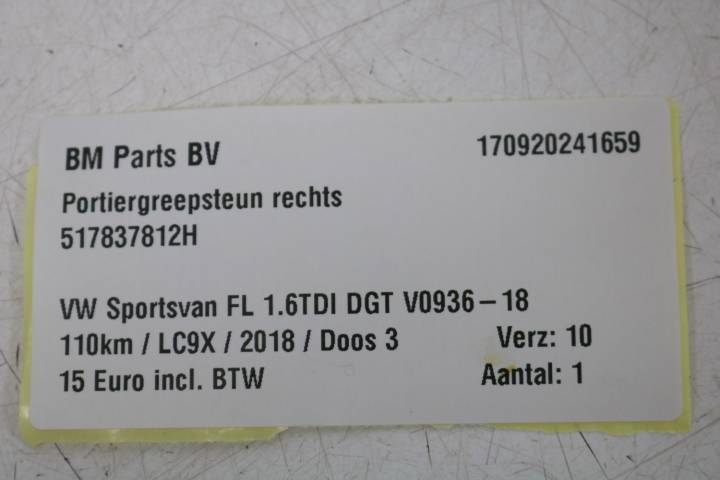 BM Parts BV 170920241659
Portiergreepsteun rechts
517837812H
VW Sportsvan FL 1.6TDI DGT V0936-18
110km / LC9X / 2018 / Doos 3 Verz: 10
15 Euro incl. BTW Aantal: 1